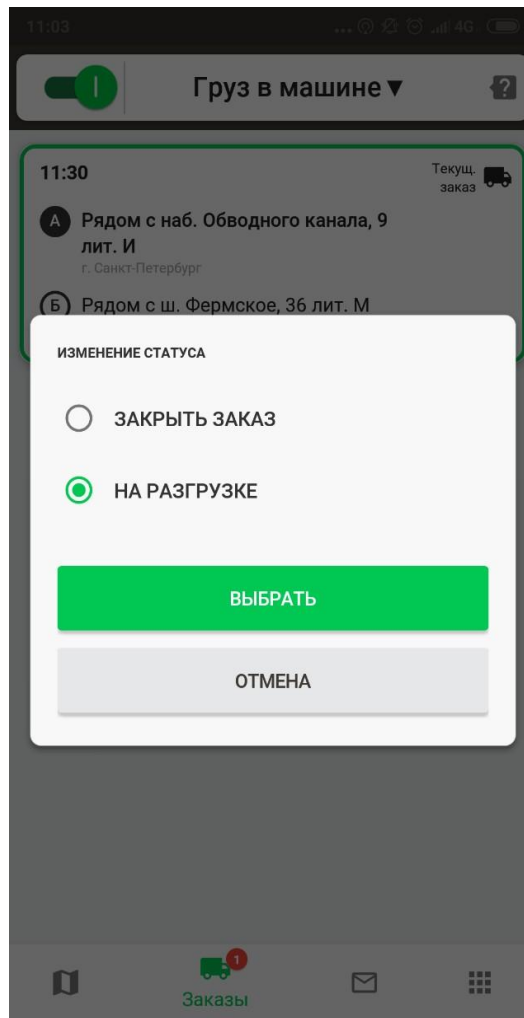 11:03
... 4G
Груз в машине ▼
?
11:30
Текущ.
заказ
А Рядом с наб. Обводного канала, 9
лит. И
г. Санкт-Петербург
Б Рядом с ш. Фермское, 36 лит. М
ИЗМЕНЕНИЕ СТАТУСА
ЗАКРЫТЬ ЗАКАЗ
НА РАЗГРУЗКЕ
ВЫБРАТЬ
ОТМЕНА
1
Заказы